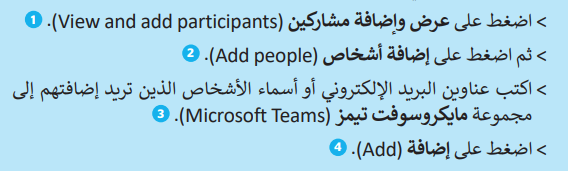 > اضغط على عرض وإضافة مشاركين (View and add participants). 1
> ثم اضغط على إضافة أشخاص (Add people). 2
> اكتب عناوين البريد الإلكتروني أو أسماء الأشخاص الذين تريد إضافتهم إلى
مجموعة مايكروسوفت تيمز (Microsoft Teams). 3
> اضغط على إضافة (Add). 4